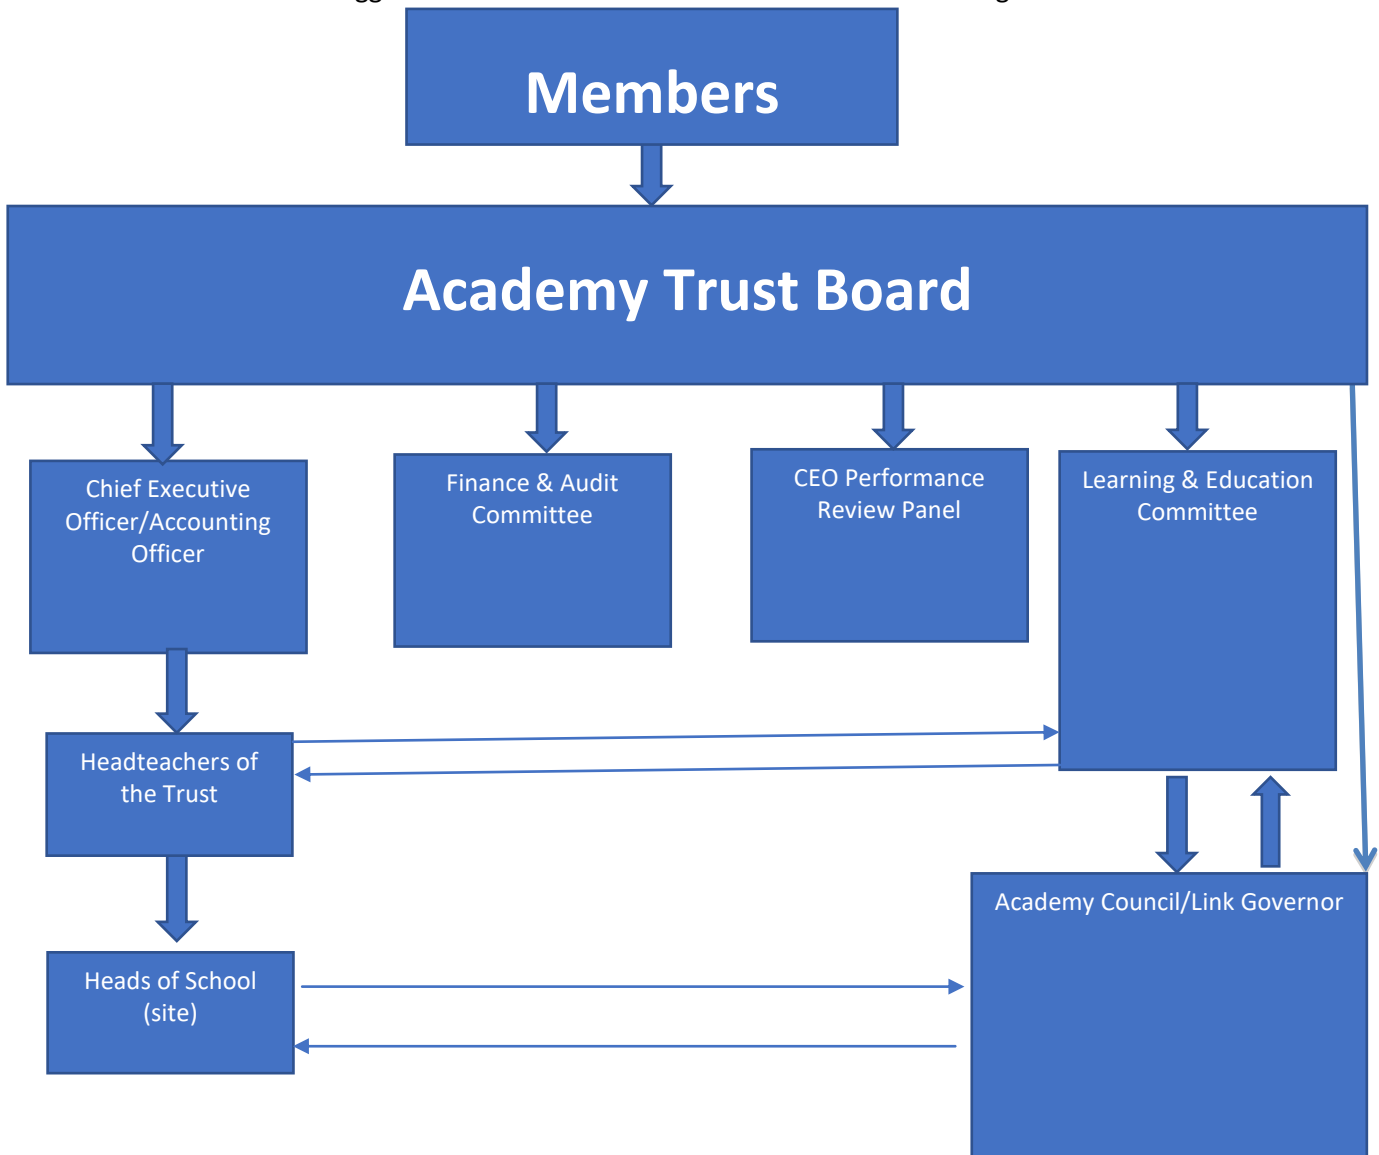 Members
Academy Trust Board
Chief Executive
Officer/Accounting
Officer
Finance & Audit
Committee
CEO Performance
Review Panel
Learning & Education
Committee
Headteachers of
the Trust
Academy Council/Link Governor
Heads of School
(site)